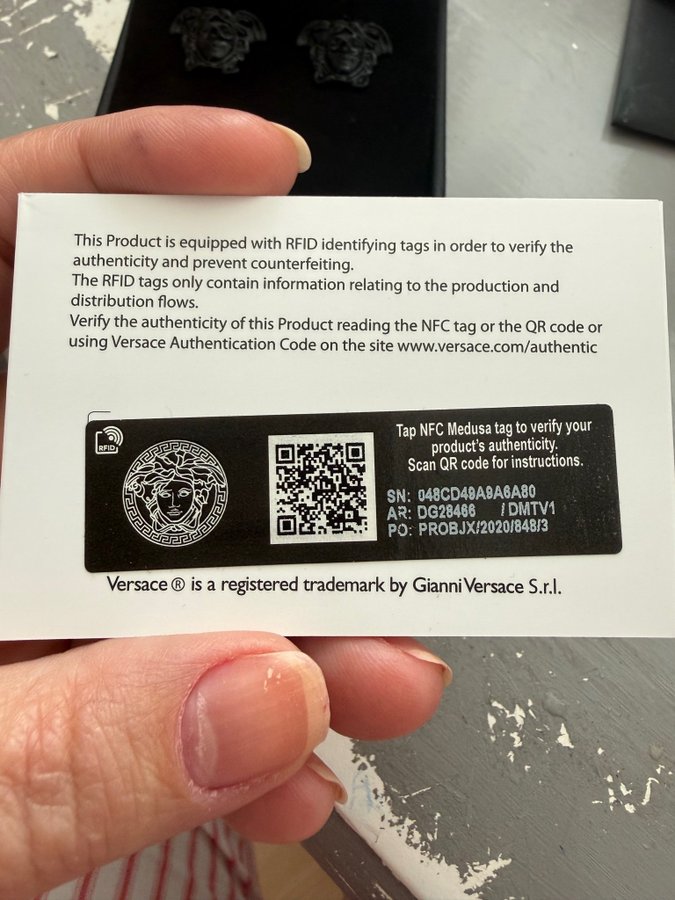 This Product is equipped with RFID identifying tags in order to verify the
authenticity and prevent counterfeiting.
The RFID tags only contain information relating to the production and
distribution flows.
Verify the authenticity of this Product reading the NFC tag or the QR code or
using Versace Authentication Code on the site www.versace.com/authentic
RFID
Tap NFC Medusa tag to verify your
product's authenticity.
Scan QR code for instructions.
SN: 048CD49A9A6A80
AR: DG28466 / DMTV1
PO: PROBJX/2020/848/3
Versace ® is a registered trademark by Gianni Versace S.r.l.